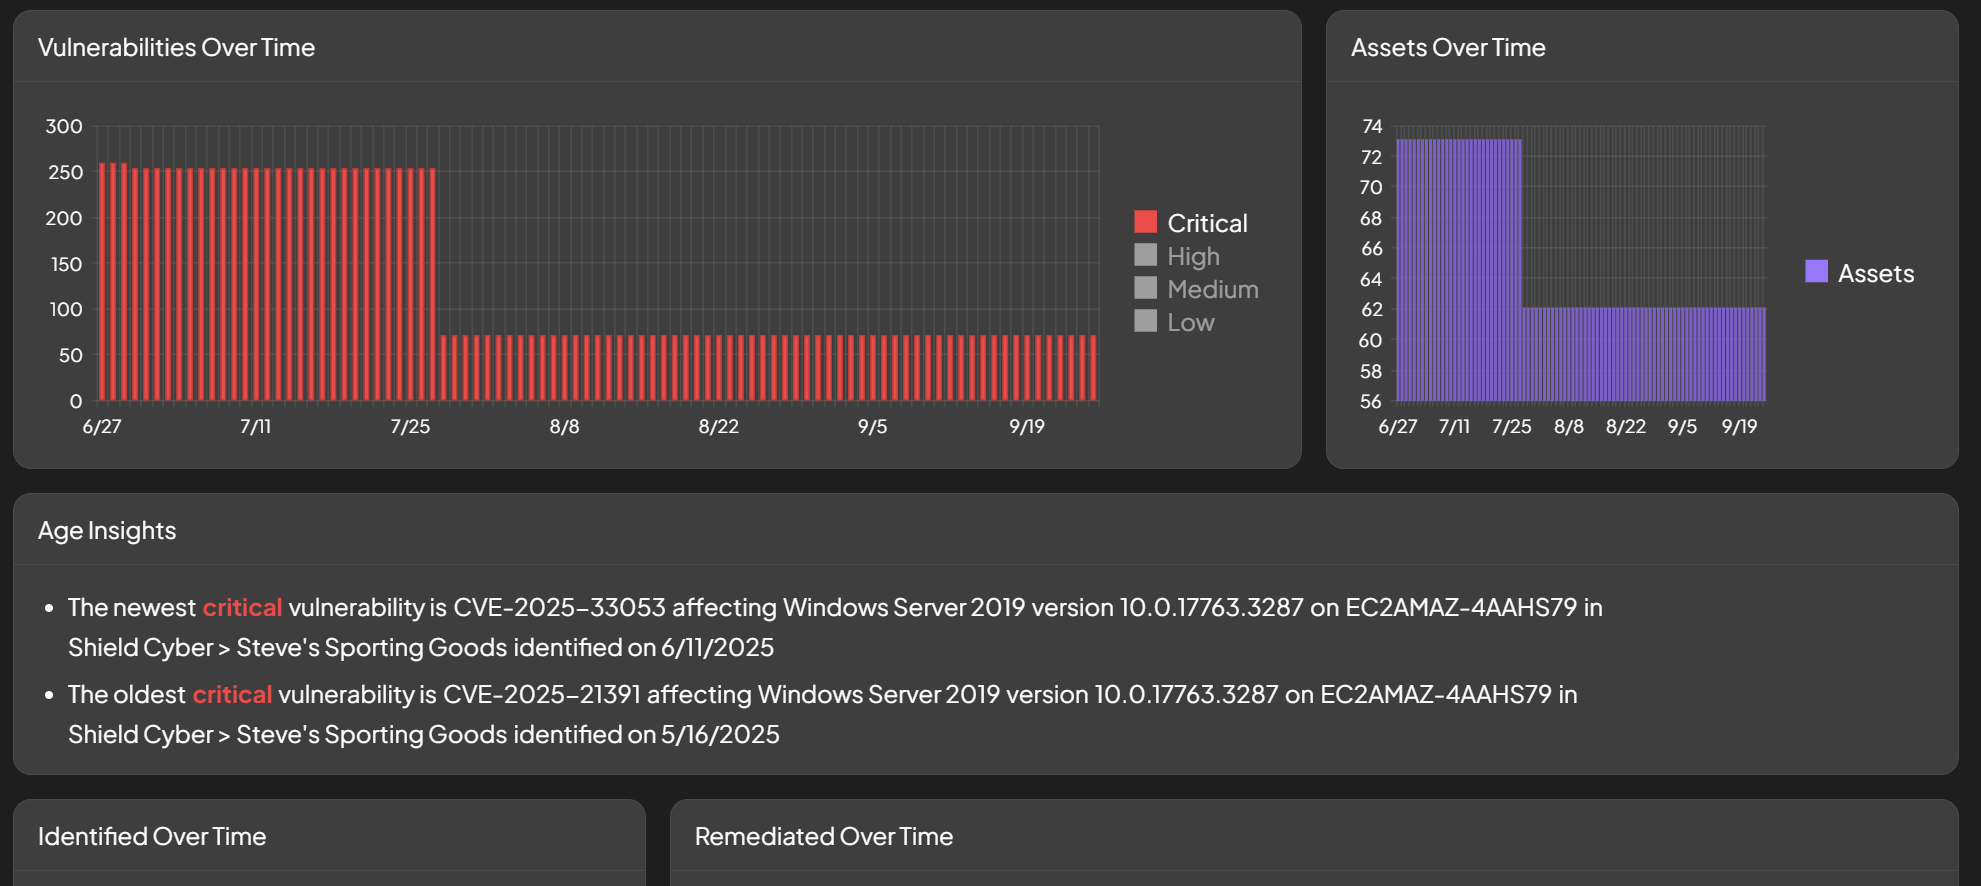 Vulnerabilities Over Time
300
250
200
150
100
50
0
6/27 7/11 7/25 8/8 8/22 9/5 9/19
Critical
High
Medium
Low
Assets Over Time
74
72
70
68
66
64
62
60
58
56
6/27 7/11 7/25 8/8 8/22 9/5 9/19
Assets
Age Insights
• The newest critical vulnerability is CVE-2025-33053 affecting Windows Server 2019 version 10.0.17763.3287 on EC2AMAZ-4AAHS79 in
Shield Cyber > Steve's Sporting Goods identified on 6/11/2025
• The oldest critical vulnerability is CVE-2025-21391 affecting Windows Server 2019 version 10.0.17763.3287 on EC2AMAZ-4AAHS79 in
Shield Cyber > Steve's Sporting Goods identified on 5/16/2025
Identified Over Time
Remediated Over Time